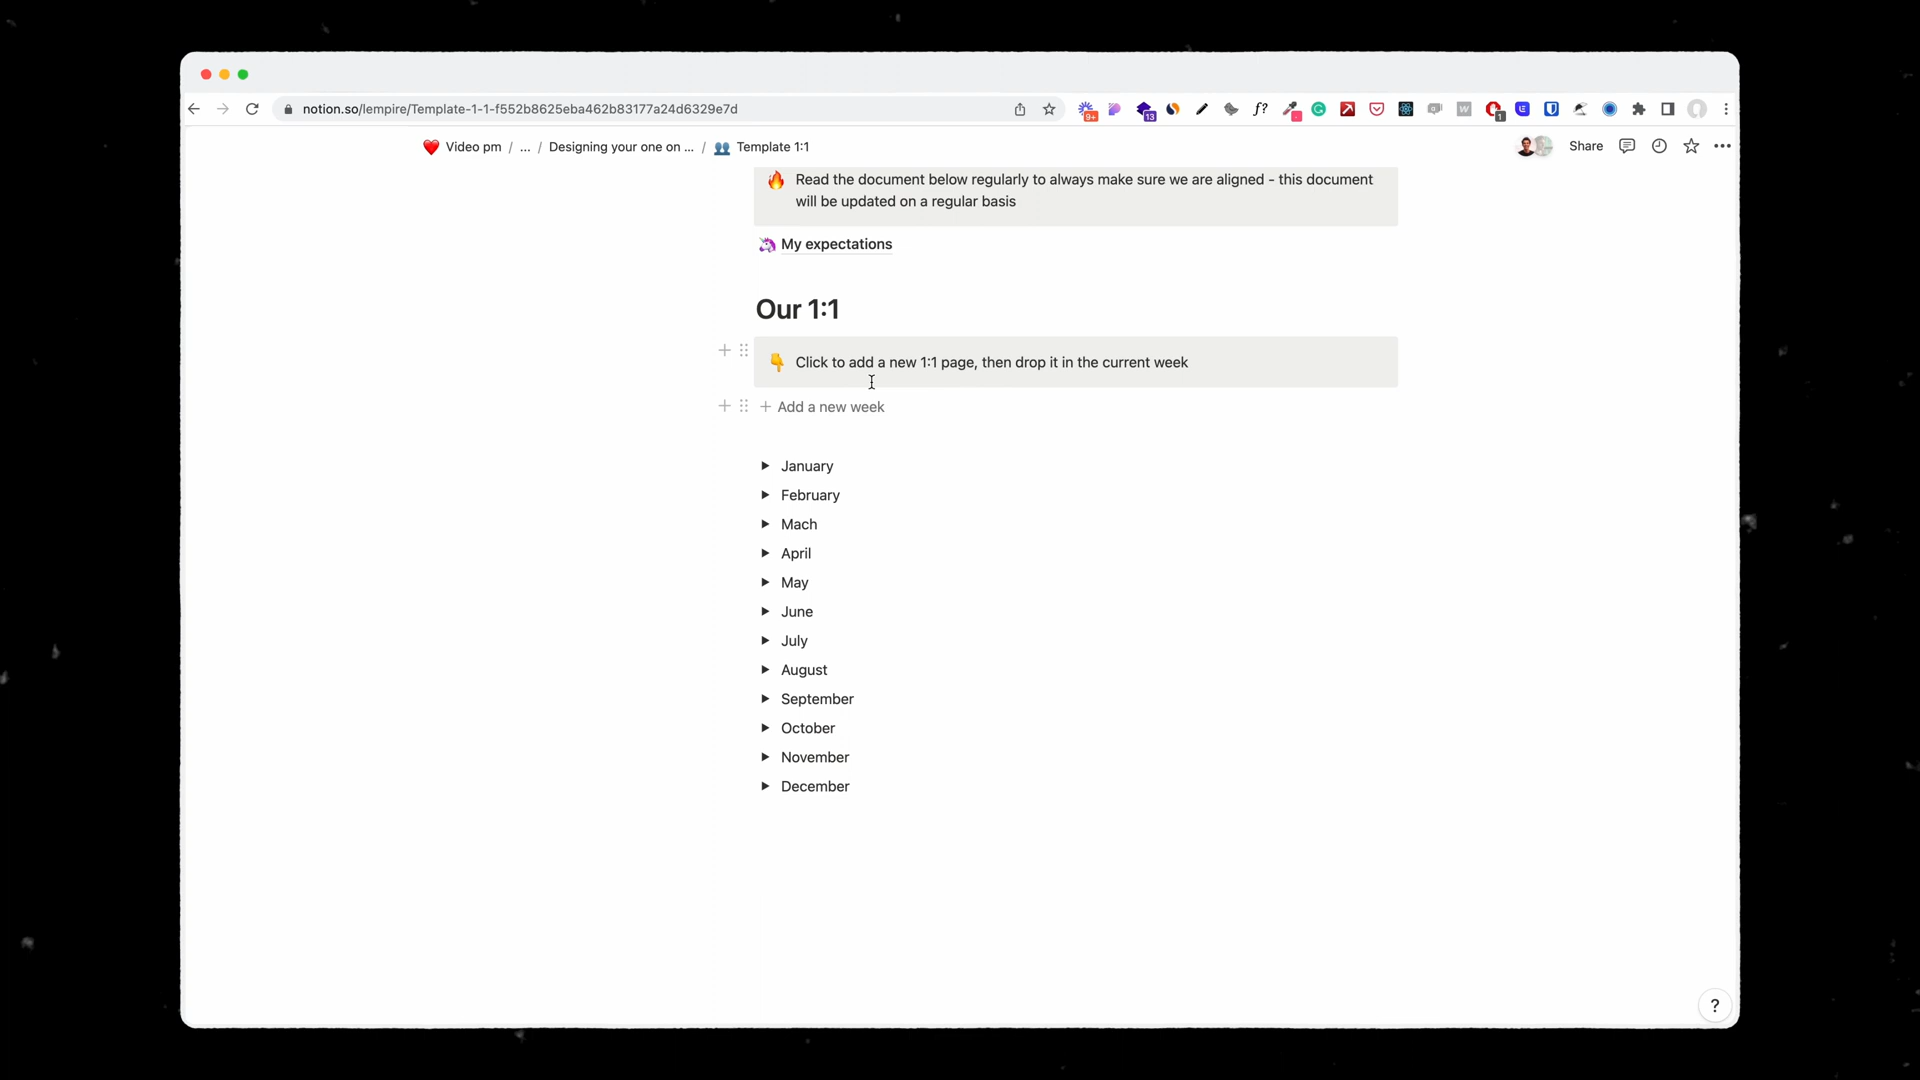 notion.so/lempire/Template-1-1-f552b8625eba462b83177a24d6329e7d
9+
13
f?
W
1
❤️ Video pm / ... / Designing your one on ... / 👥 Template 1:1
Share
🔥 Read the document below regularly to always make sure we are aligned - this document
will be updated on a regular basis
🦄 My expectations
Our 1:1
👇 Click to add a new 1:1 page, then drop it in the current week
+ Add a new week
January
February
Mach
April
May
June
July
August
September
October
November
December
?